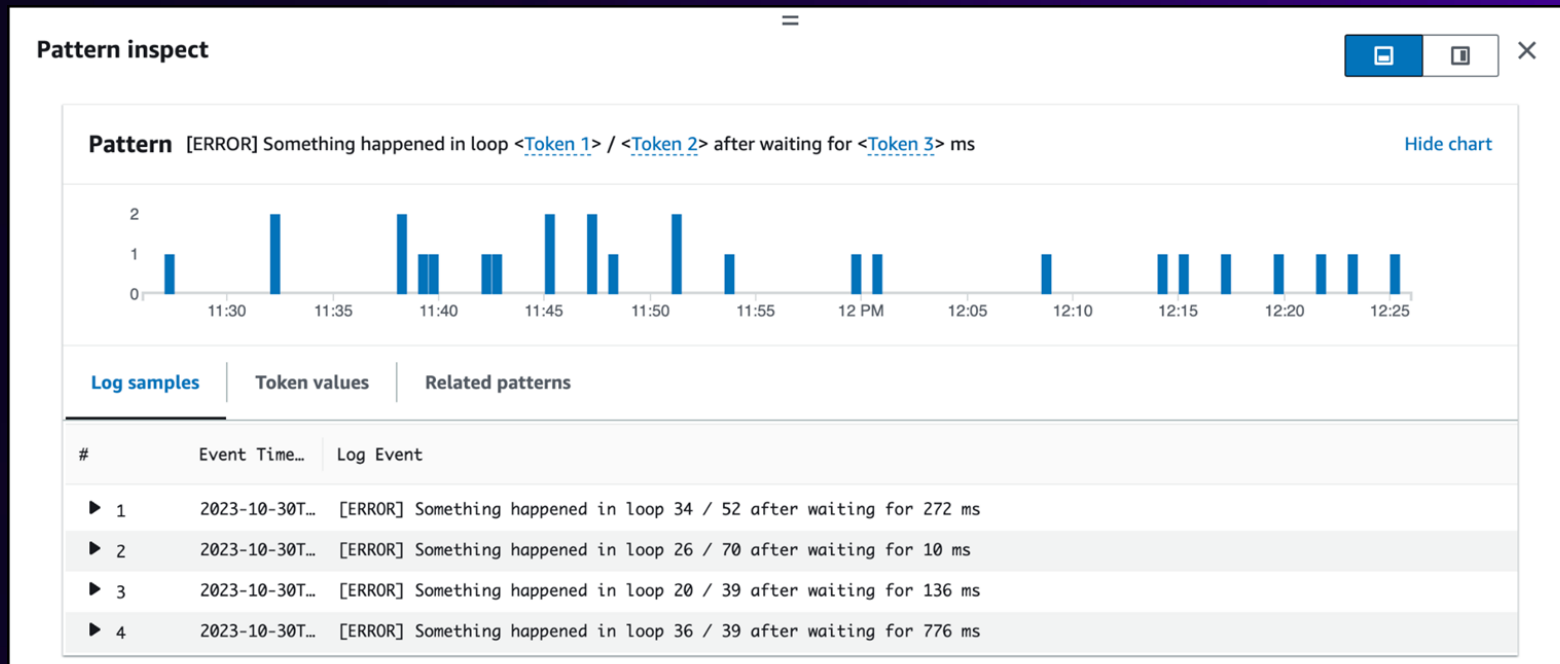 Pattern inspect
Pattern [ERROR] Something happened in loop <Token 1> / <Token 2> after waiting for <Token 3> ms
Hide chart
2
1
0
11:30 11:35 11:40 11:45 11:50 11:55 12 PM 12:05 12:10 12:15 12:20 12:25
Log samples Token values Related patterns
# Event Time… Log Event
1 2023-10-30T… [ERROR] Something happened in loop 34 / 52 after waiting for 272 ms
2 2023-10-30T… [ERROR] Something happened in loop 26 / 70 after waiting for 10 ms
3 2023-10-30T… [ERROR] Something happened in loop 20 / 39 after waiting for 136 ms
4 2023-10-30T… [ERROR] Something happened in loop 36 / 39 after waiting for 776 ms